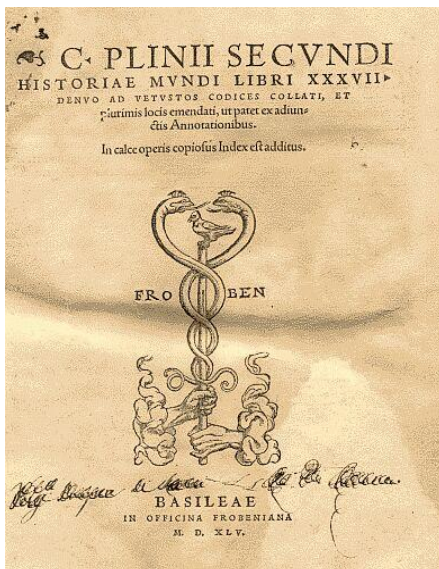 C. PLINII SECVNDI
HISTORIAE MVNDI LIBRI XXXVII.
DENVO AD VETVSTOS CODICES COLLATI, ET
plurimis locis emendati, ut patet ex adiun-
ctis Annotationibus.
In calce operis copiosus Index est additus.
FRO BEN
BASILEAE
IN OFFICINA FROBENIANA
M. D. XLV.